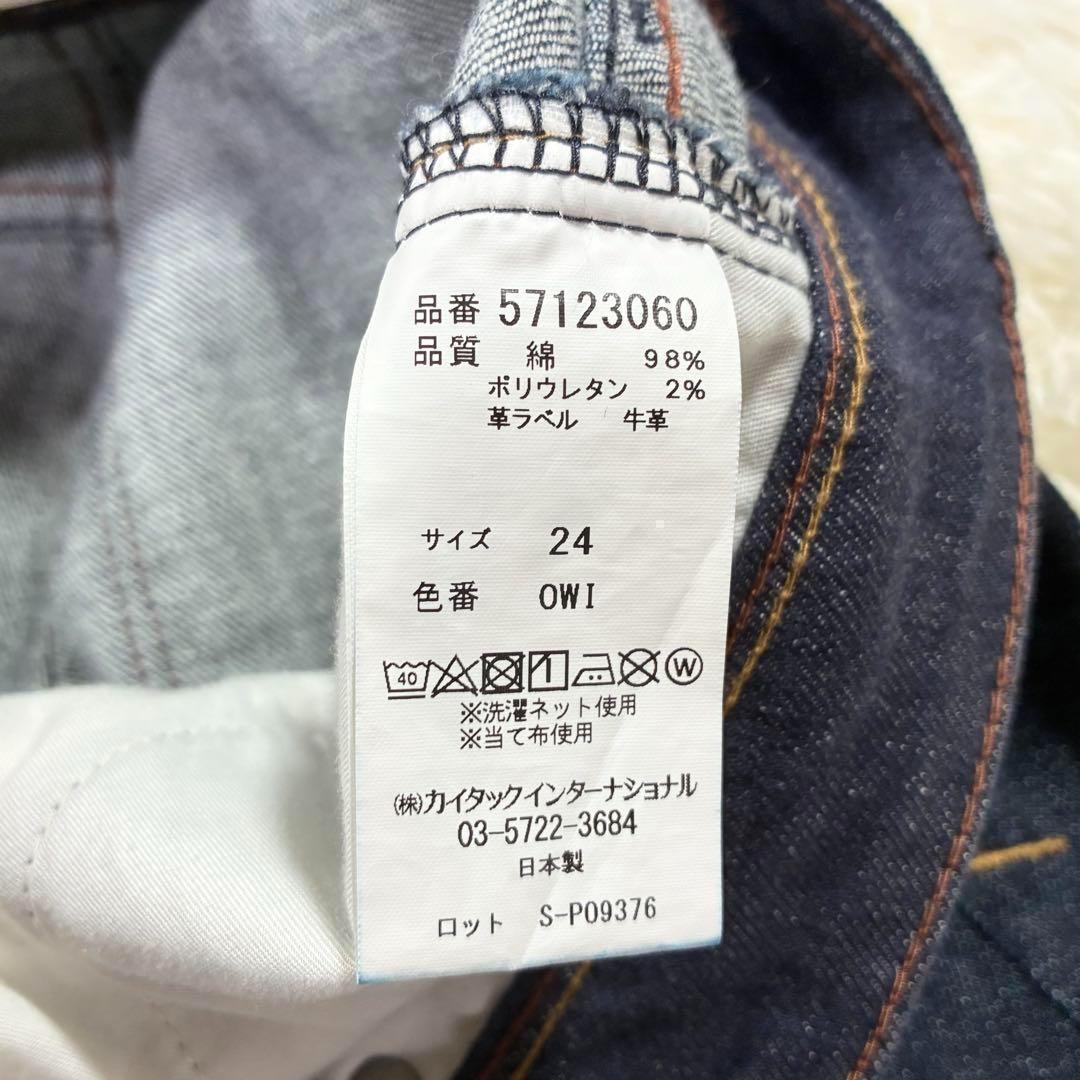 品番 57123060
品質 綿 98%
ポリウレタン 2%
革ラベル 牛革
サイズ 24
色番 OWI
40 W
※洗濯ネット使用
※当て布使用
(株)カイタックインターナショナル
03-5722-3684
日本製
ロット S-P09376